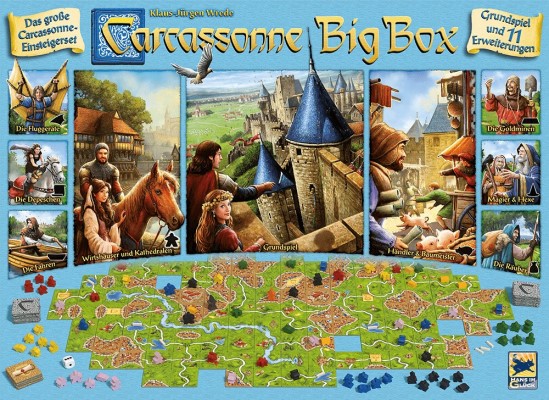 Klaus-Jürgen Wrede
Das große
Carcassonne-
Einsteigerset
Carcassonne Big Box
Grundspiel
und 11
Erweiterungen
Die Fluggeräte
Die Depeschen
Die Fähren
Wirtshäuser und Kathedralen
Grundspiel
Händler & Baumeister
Die Goldminen
Magier & Hexe
Die Räuber
HANS IM
GLÜCK